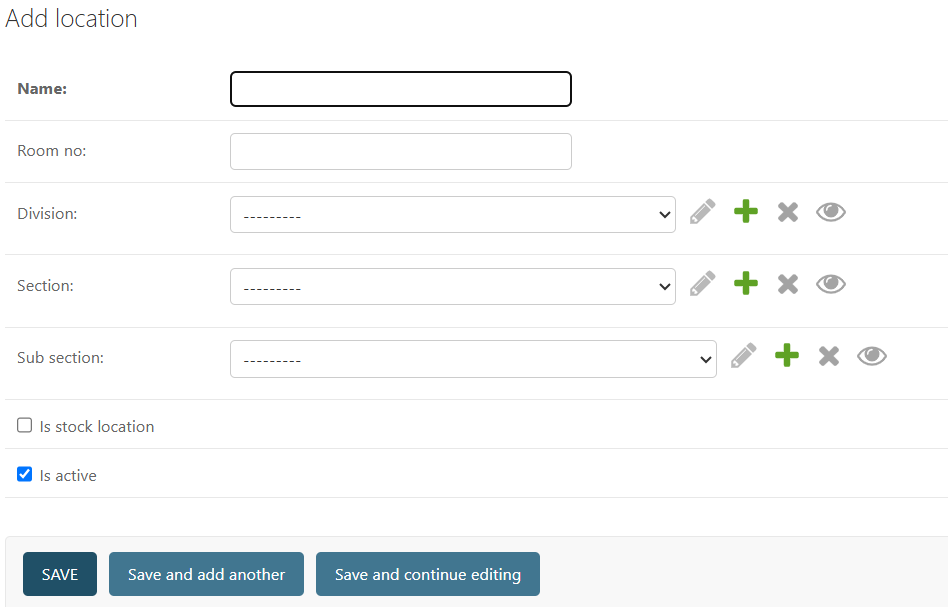 Add location
Name:
Room no:
Division: ---------
Section: ---------
Sub section: ---------
Is stock location
Is active
SAVE Save and add another Save and continue editing